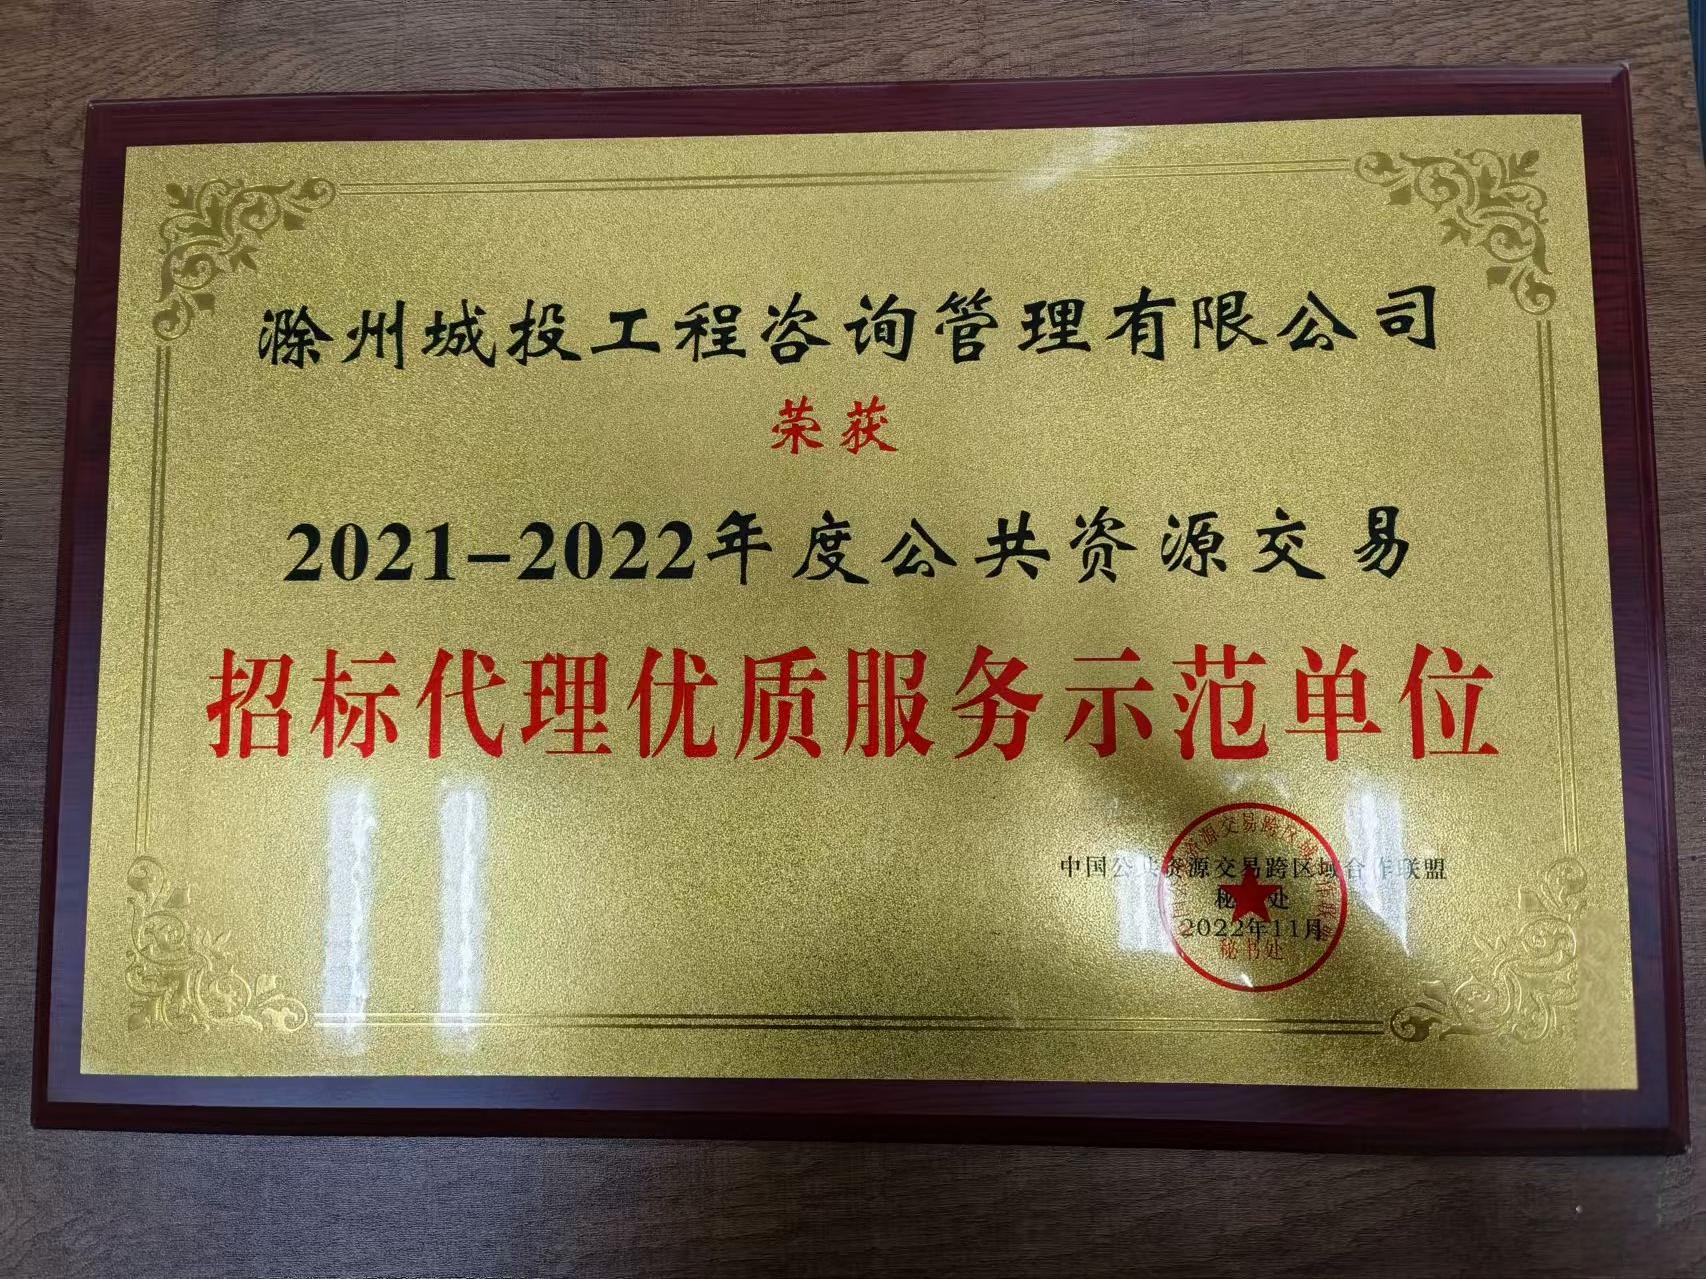 滁州城投工程咨询管理有限公司
荣获
2021-2022年度公共资源交易
招标代理优质服务示范单位
中国公共资源交易跨区域合作联盟
秘书处
2022年11月
秘书处